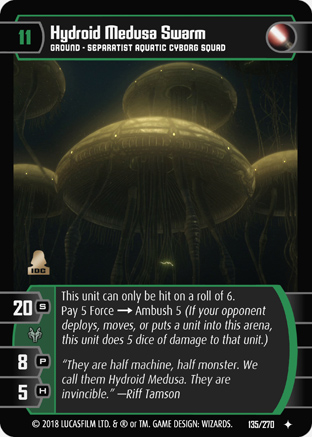 11
Hydroid Medusa Swarm
GROUND - SEPARATIST AQUATIC CYBORG SQUAD
IDC
20 S
8 P
5 H
This unit can only be hit on a roll of 6.
Pay 5 Force → Ambush 5 (If your opponent
deploys, moves, or puts a unit into this arena,
this unit does 5 dice of damage to that unit.)
“They are half machine, half monster. We
call them Hydroid Medusa. They are
invincible.” —Riff Tamson
© 2018 LUCASFILM LTD. & ® or TM. GAME DESIGN: WIZARDS. 135/270